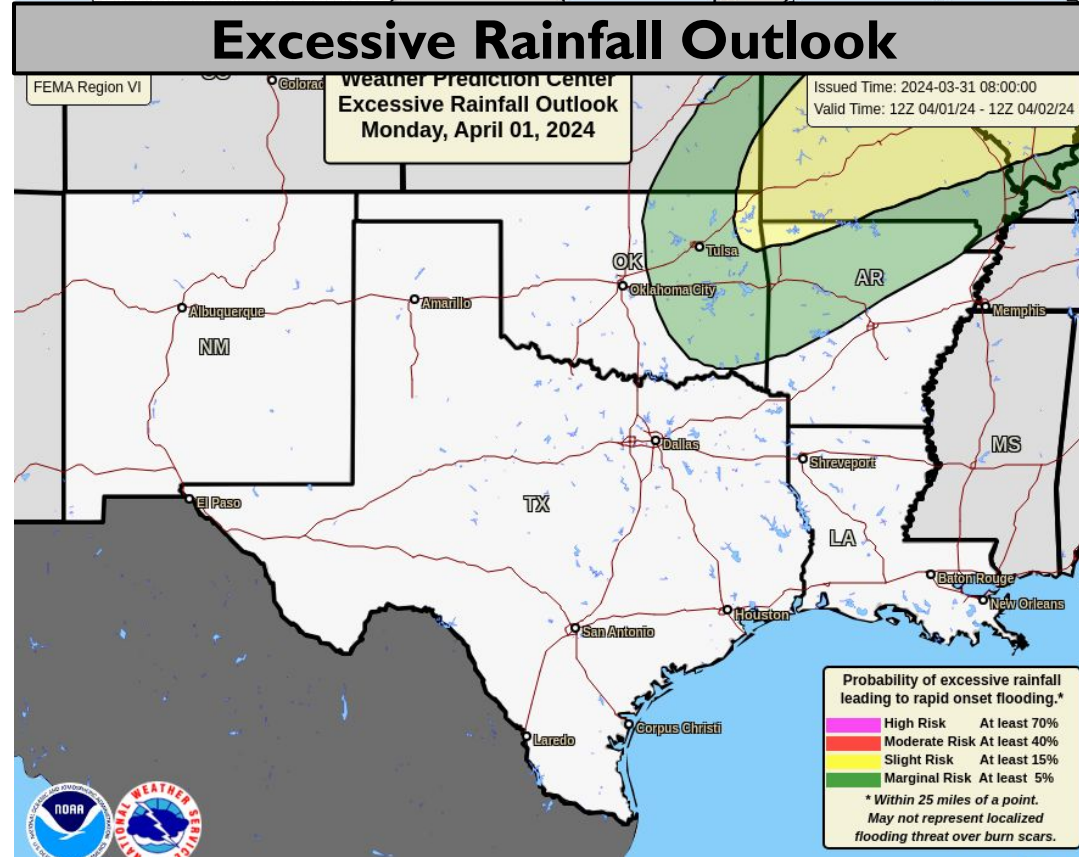 Excessive Rainfall Outlook
FEMA Region VI
Weather Prediction Center
Excessive Rainfall Outlook
Monday, April 01, 2024
Issued Time: 2024-03-31 08:00:00
Valid Time: 12Z 04/01/24 - 12Z 04/02/24
Colorad
Tulsa
OK
Oklahoma City
AR
Albuquerque
Amarillo
Memphis
NM
Dallas
MS
Shreveport
El Paso
TX
LA
Baton Rouge
New Orleans
Houston
San Antonio
Corpus Christi
Laredo
Probability of excessive rainfall
leading to rapid onset flooding.*
High Risk At least 70%
Moderate Risk At least 40%
Slight Risk At least 15%
Marginal Risk At least 5%
* Within 25 miles of a point.
May not represent localized
flooding threat over burn scars.
NOAA
NATIONAL WEATHER SERVICE